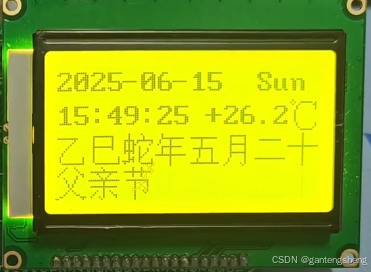 2025-06-15 Sun
15:49:25 +26.2℃
乙巳蛇年五月二十
父亲节
CSDN @gantengsheng